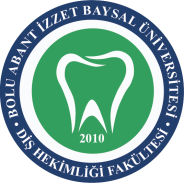 • BOLU ABANT İZZET BAYSAL ÜNİVERSİTESİ •
DİŞ HEKİMLİĞİ FAKÜLTESİ
2010